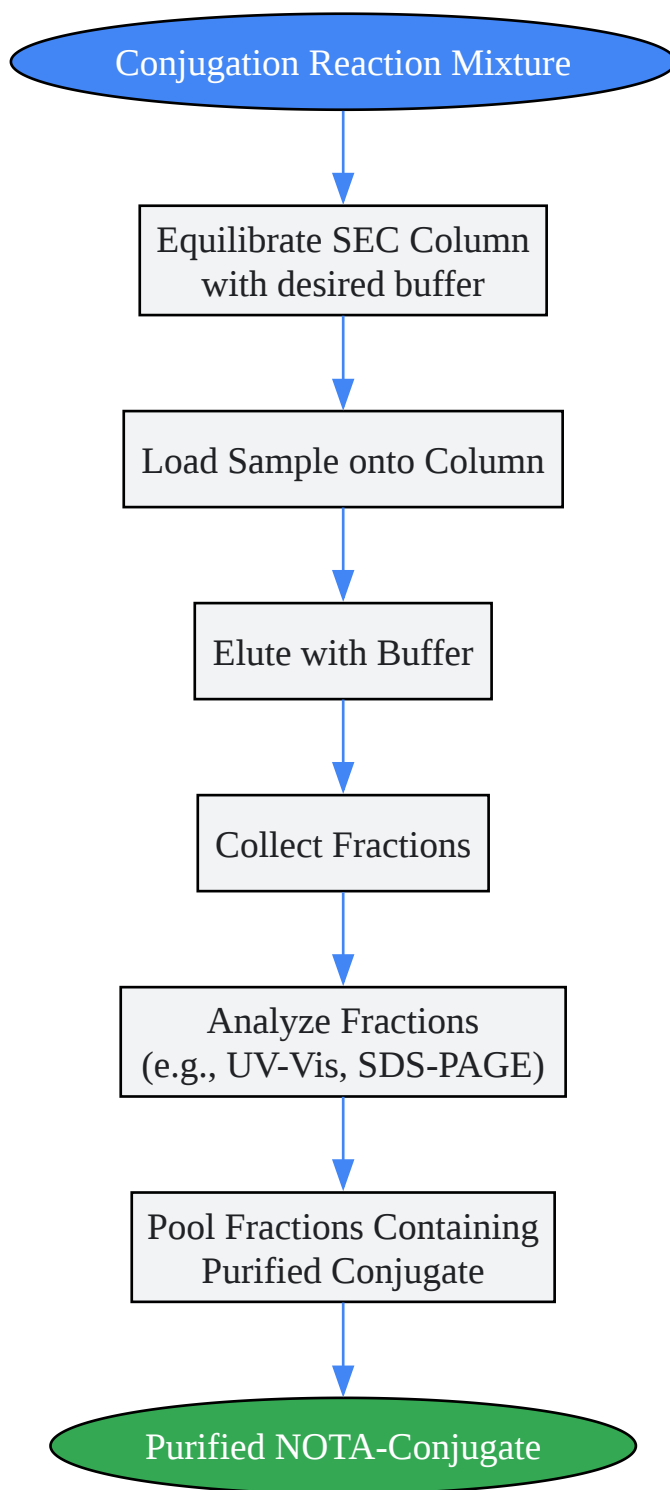 Conjugation Reaction Mixture
Equilibrate SEC Column
with desired buffer
Load Sample onto Column
Elute with Buffer
Collect Fractions
Analyze Fractions
(e.g., UV-Vis, SDS-PAGE)
Pool Fractions Containing
Purified Conjugate
Purified NOTA-Conjugate